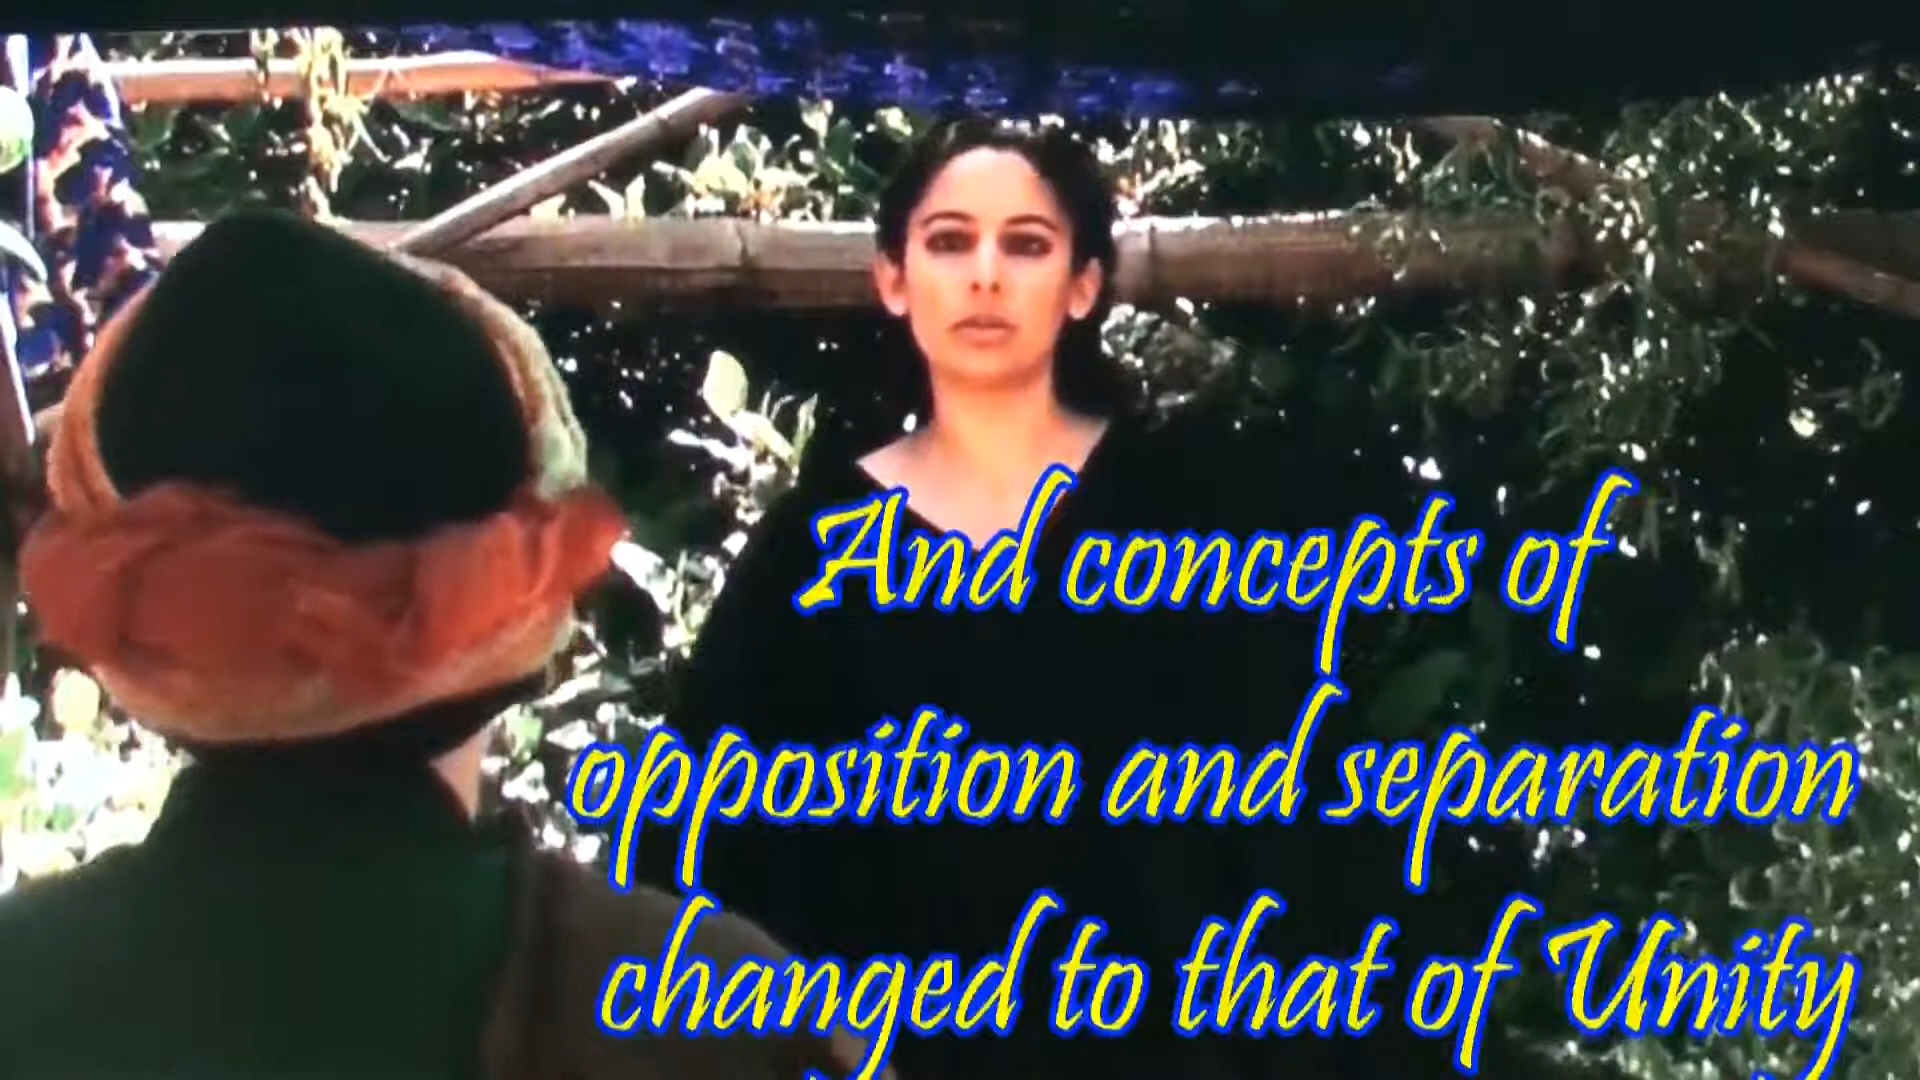 And concepts of
opposition and separation
changed to that of Unity